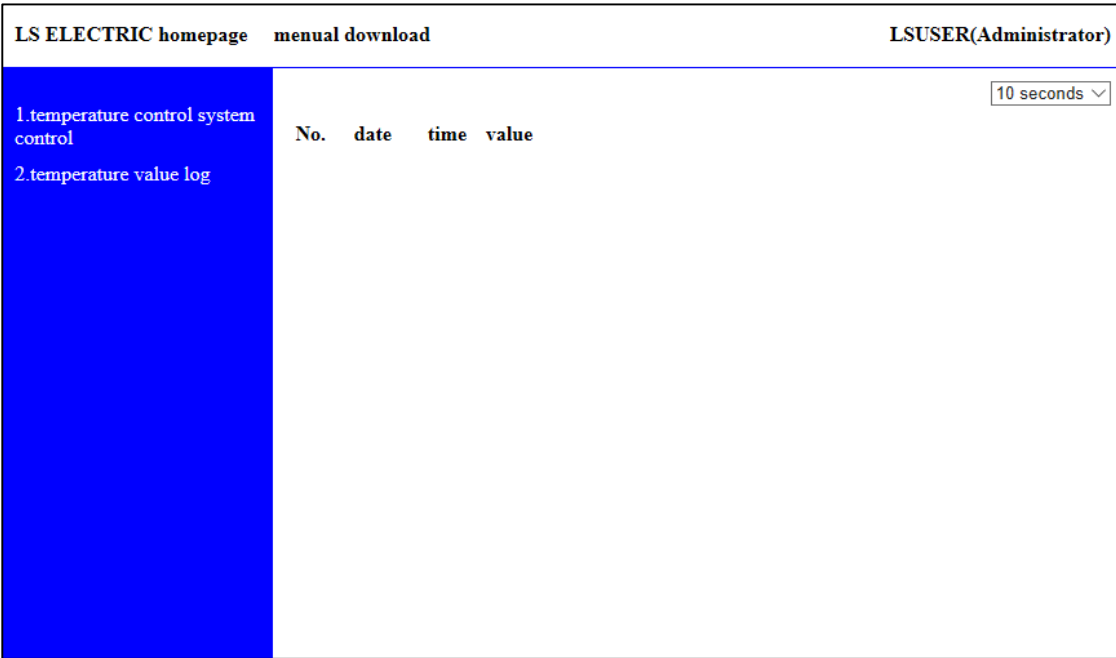 LS ELECTRIC homepage menual download LSUSER(Administrator)
10 seconds
1.temperature control system
control
2.temperature value log
No. date time value